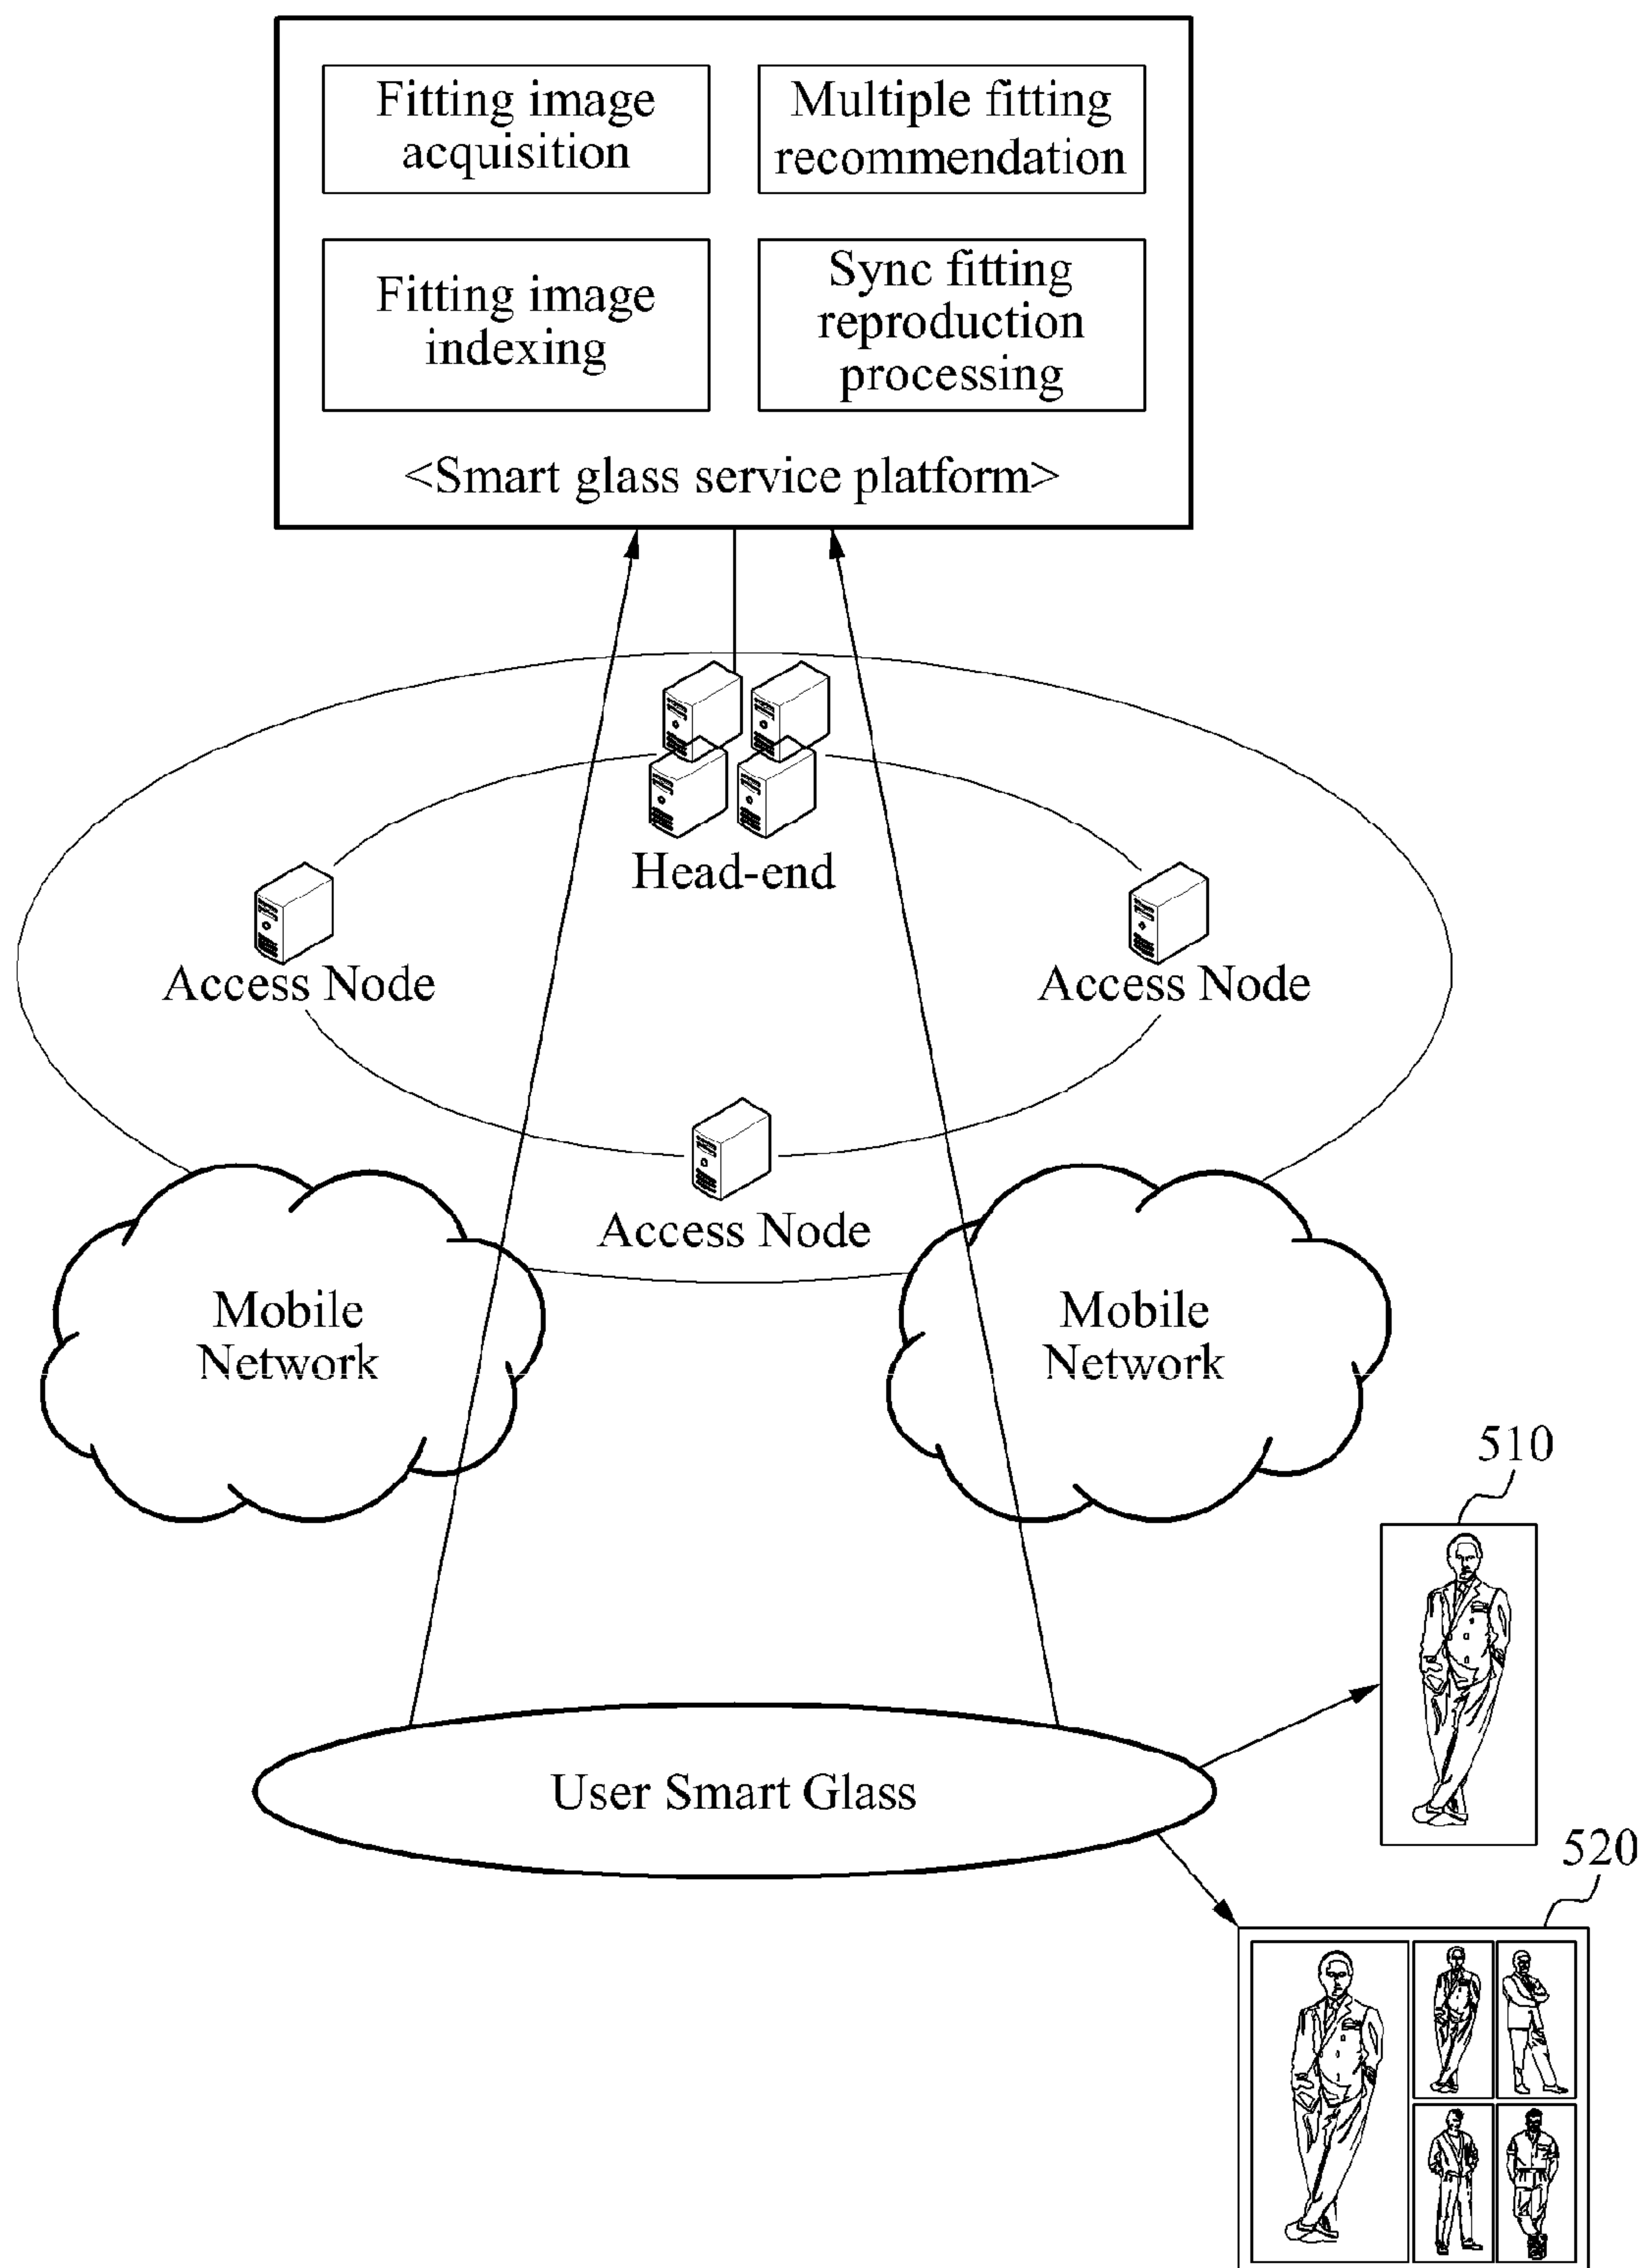 Fitting image
acquisition
Multiple fitting
recommendation
Fitting image
indexing
Sync fitting
reproduction
processing
<Smart glass service platform>
Head-end
Access Node
Access Node
Access Node
Mobile
Network
Mobile
Network
510
User Smart Glass
520